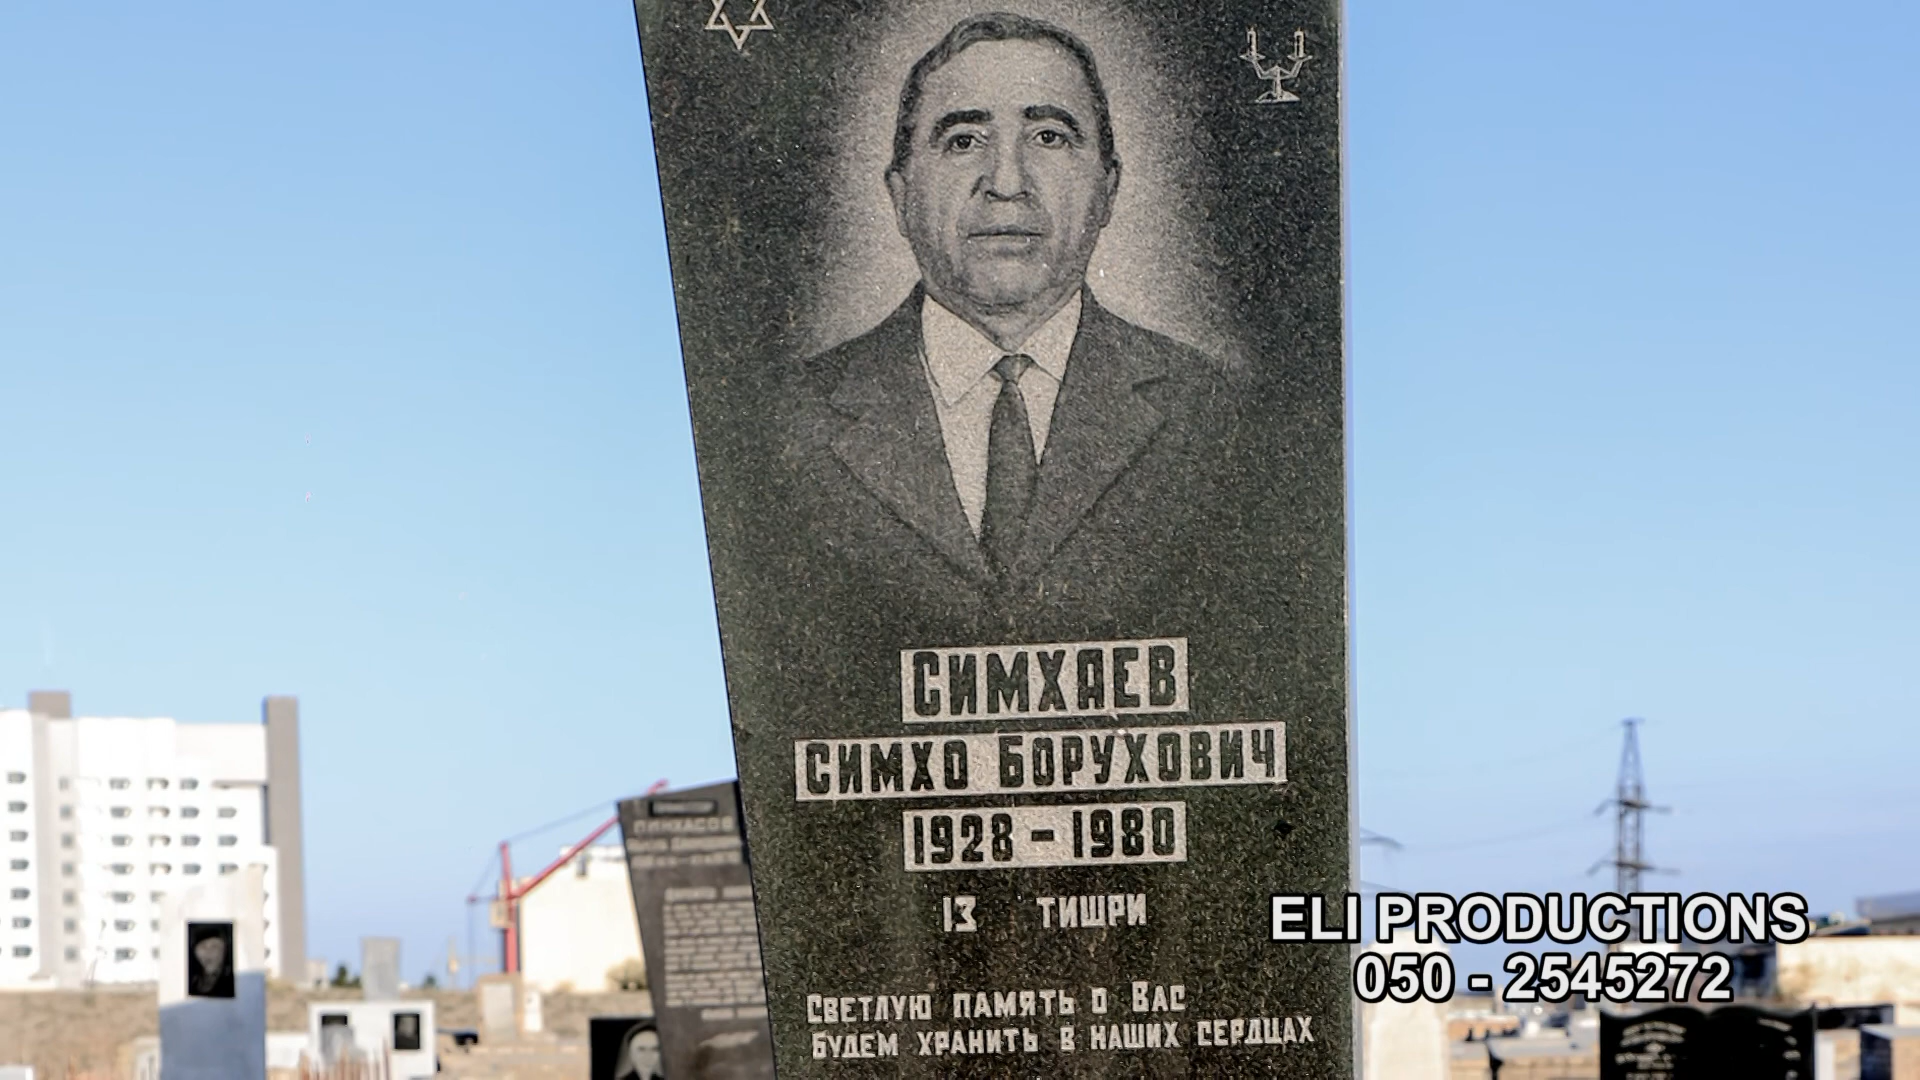 СИМХАЕВ
СИМХО БОРУХОВИЧ
1928 - 1980
13 ТИШРИ
СВЕТЛУЮ ПАМЯТЬ О ВАС
БУДЕМ ХРАНИТЬ В НАШИХ СЕРДЦАХ
ПИНХАСОВ
ELI PRODUCTIONS
050 - 2545272